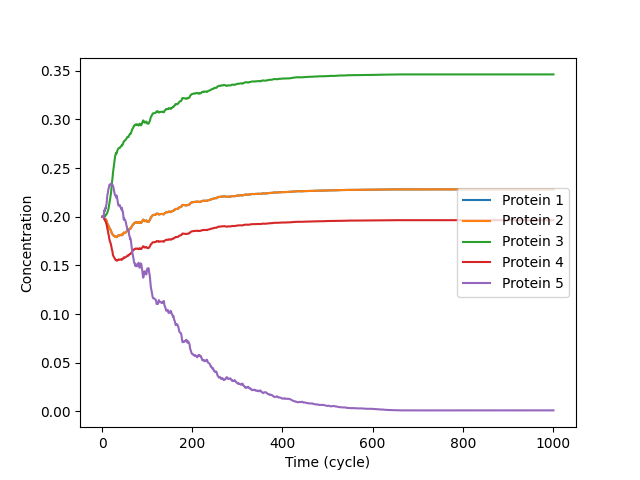 0.35
0.30
0.25
0.20
0.15
0.10
0.05
0.00
Concentration
Protein 1
Protein 2
Protein 3
Protein 4
Protein 5
0 200 400 600 800 1000
Time (cycle)